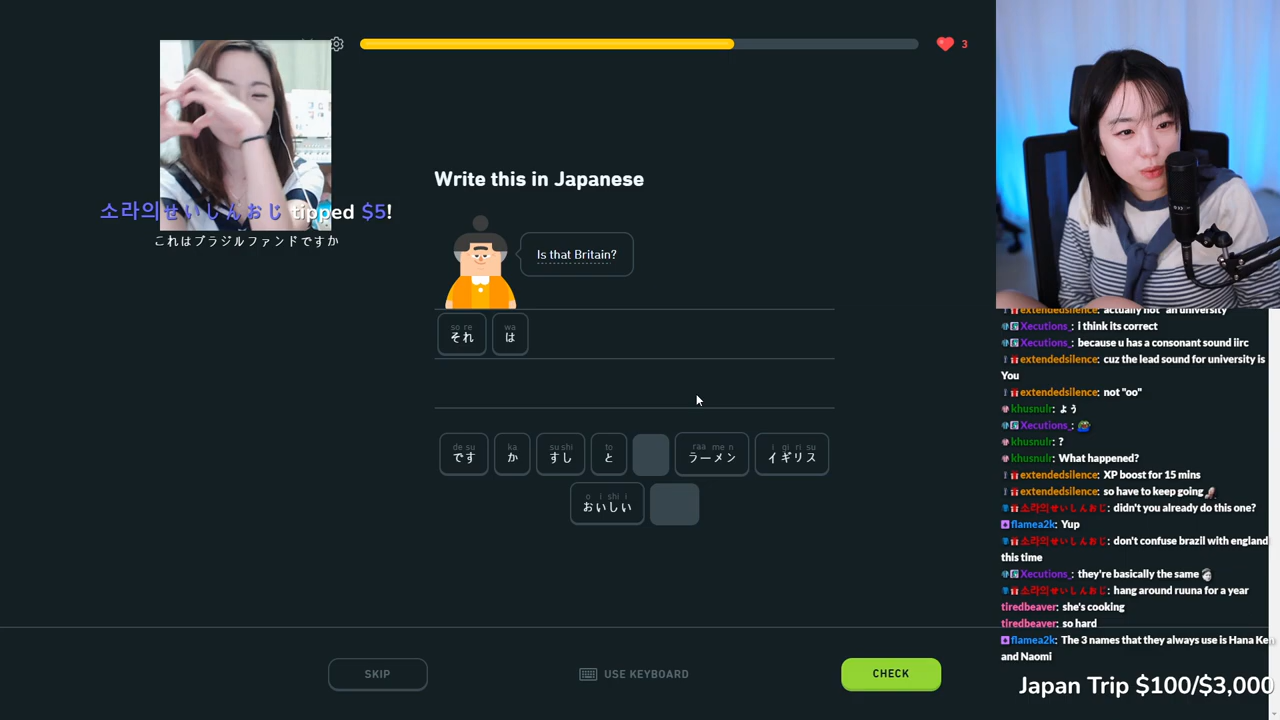 3
Write this in Japanese
소라의せいしんおじ tipped $5!
これはブラジルファンドですか
Is that Britain?
so re
wa
それ
は
de su
ka
su shi
to
raa me n
i gi ri su
です
か
すし
と
ラーメン
イギリス
o i shi i
おいしい
SKIP
USE KEYBOARD
CHECK
extendedsilence: actually not "an university"
Xecutions_: i think its correct
Xecutions_: because u has a consonant sound iirc
extendedsilence: cuz the lead sound for university is
You
extendedsilence: not "oo"
khusnulr: よう
Xecutions_:
khusnulr: ?
khusnulr: What happened?
extendedsilence: XP boost for 15 mins
extendedsilence: so have to keep going
소라의せいしんおじ: didn't you already do this one?
flamea2k: Yup
소라의せいしんおじ: don't confuse brazil with england
this time
Xecutions_: they're basically the same
소라의せいしんおじ: hang around ruuna for a year
tiredbeaver: she's cooking
tiredbeaver: so hard
flamea2k: The 3 names that they always use is Hana Ken
and Naomi
Japan Trip $100/$3,000